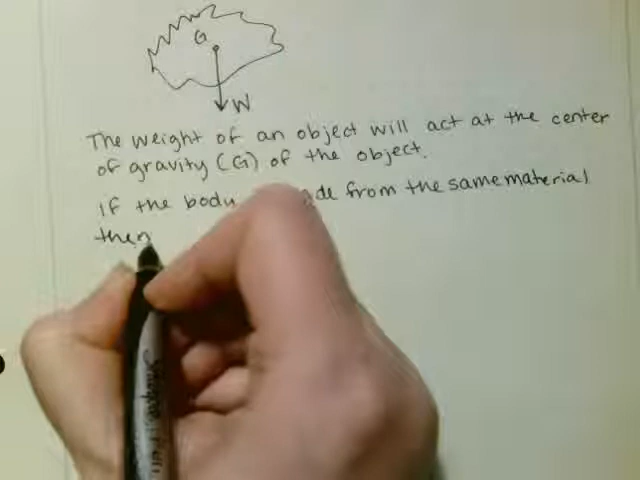 G
W
The weight of an object will act at the center
of gravity (G) of the object.
If the body de from the same material
then
Sharpie